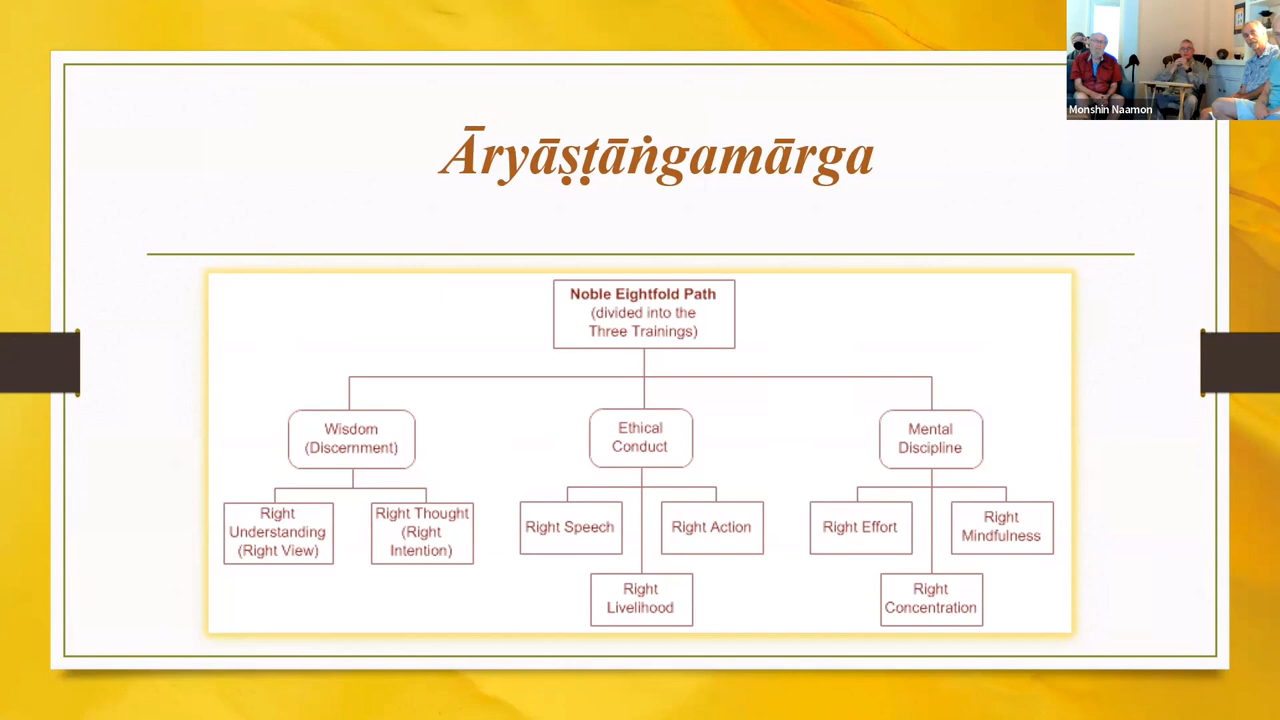 Monshin Naamon
Āryāṣṭāṅgamārga
Noble Eightfold Path
(divided into the
Three Trainings)
Wisdom
(Discernment)
Ethical
Conduct
Mental
Discipline
Right
Understanding
(Right View)
Right Thought
(Right
Intention)
Right Speech
Right Action
Right
Livelihood
Right Effort
Right
Mindfulness
Right
Concentration